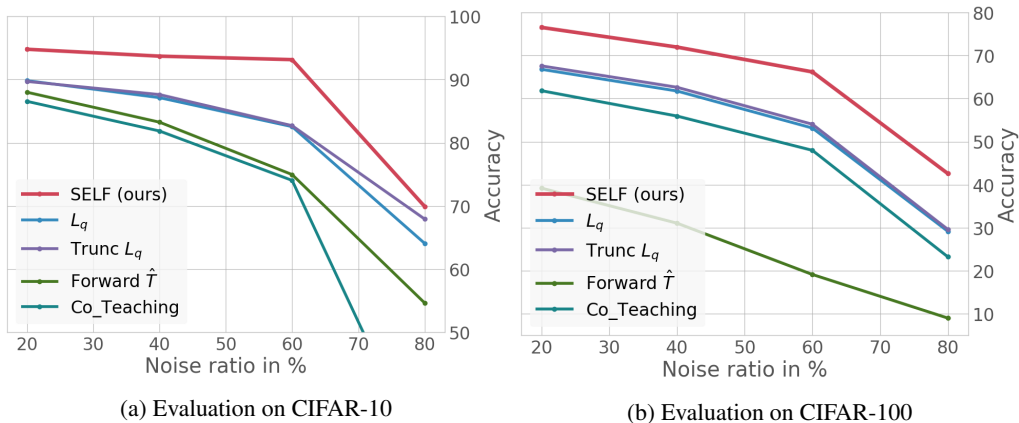 100
90
80
70
60
50
Accuracy
SELF (ours)
L_q
Trunc L_q
Forward T̂
Co_Teaching
20 30 40 50 60 70 80
Noise ratio in %
(a) Evaluation on CIFAR-10
80
70
60
50
40
30
20
10
Accuracy
SELF (ours)
L_q
Trunc L_q
Forward T̂
Co_Teaching
20 30 40 50 60 70 80
Noise ratio in %
(b) Evaluation on CIFAR-100